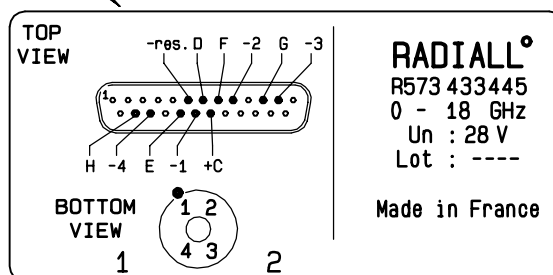 TOP
VIEW
-res. D F -2 G -3
1
H -4 E -1 +C
BOTTOM
VIEW
1 2
4 3
1 2
RADIALL°
R573 433445
0 - 18 GHz
Un : 28 V
Lot : ----
Made in France